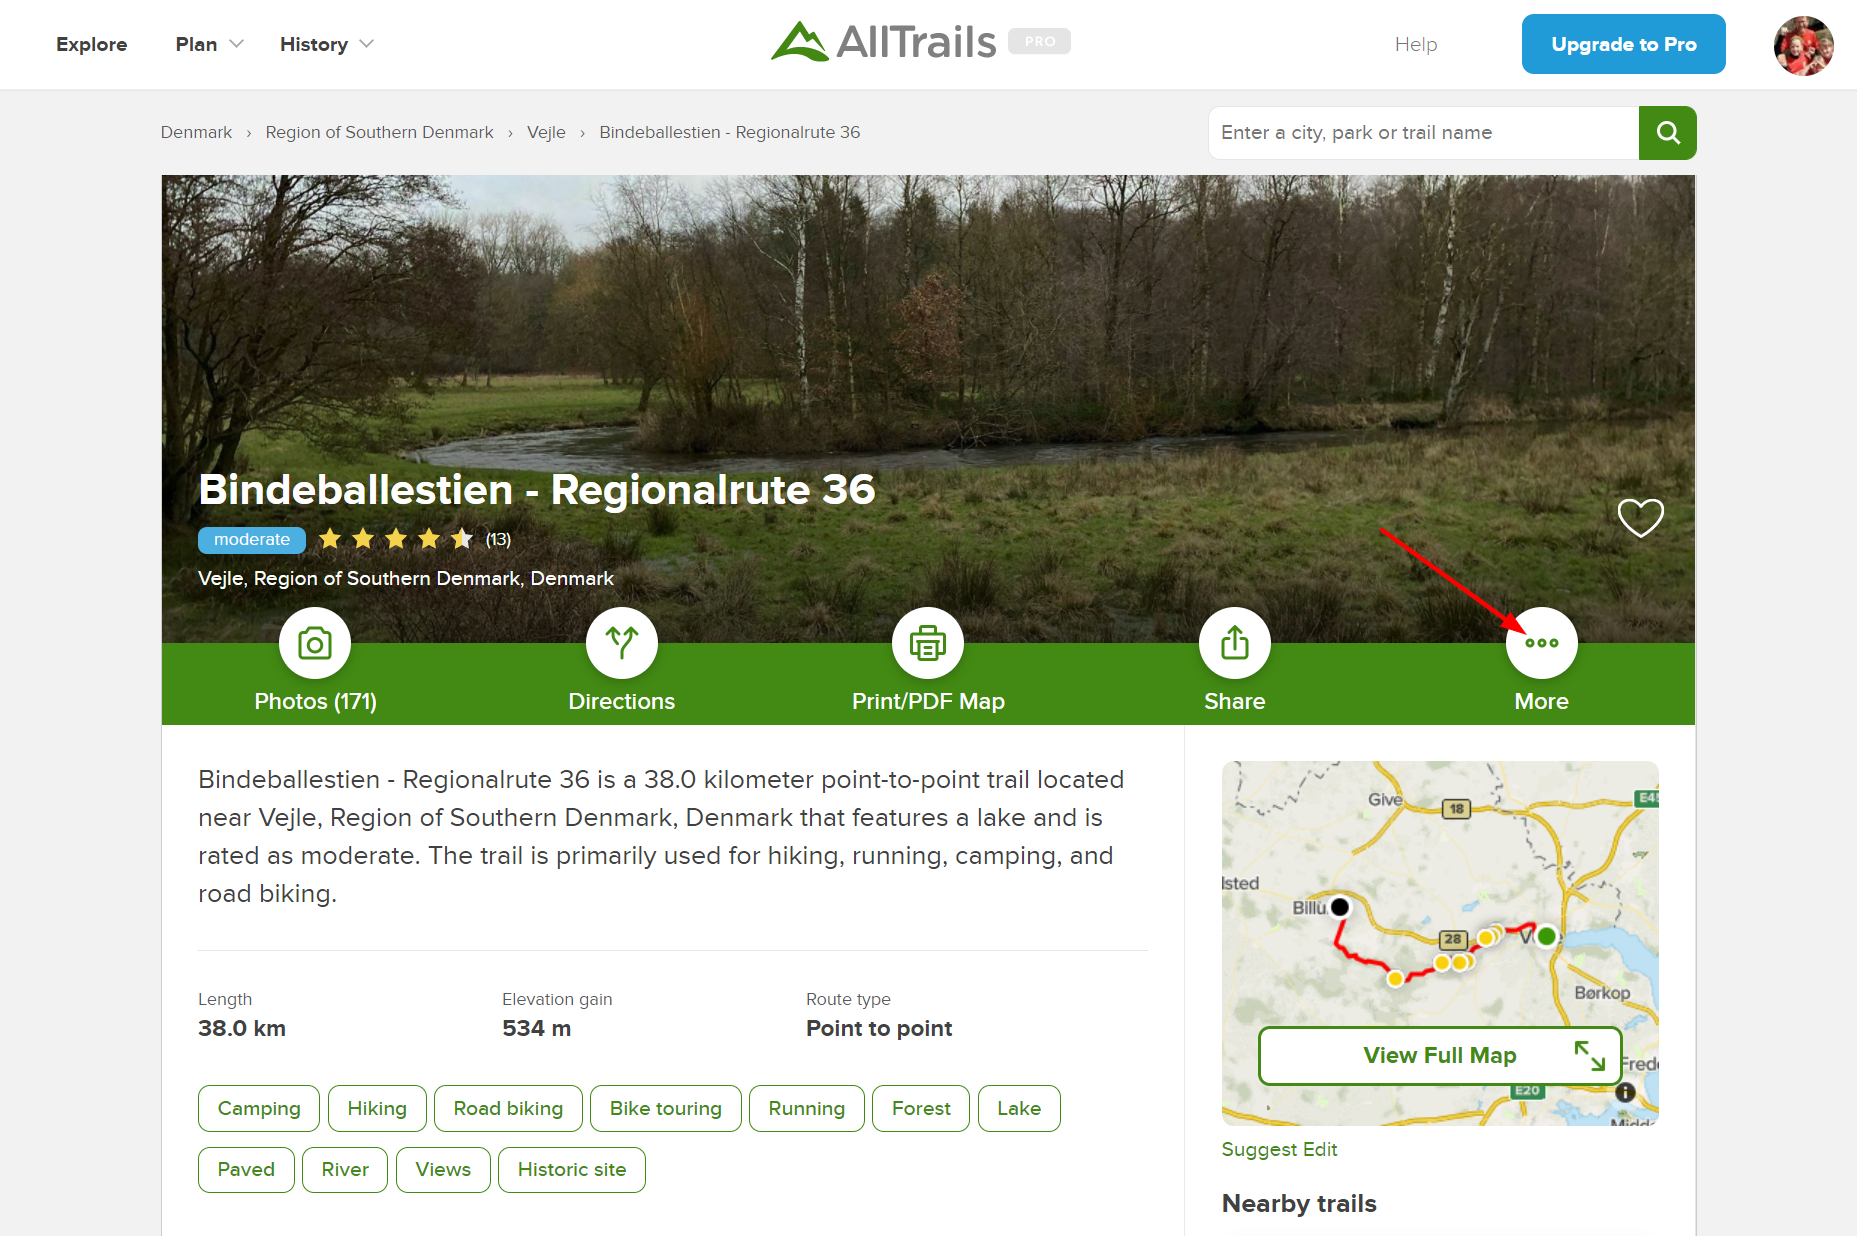 Explore
Plan
History
AllTrails PRO
Help
Upgrade to Pro
Denmark › Region of Southern Denmark › Vejle › Bindeballestien - Regionalrute 36
Enter a city, park or trail name
Bindeballestien - Regionalrute 36
moderate (13)
Vejle, Region of Southern Denmark, Denmark
Photos (171)
Directions
Print/PDF Map
Share
More
Bindeballestien - Regionalrute 36 is a 38.0 kilometer point-to-point trail located
near Vejle, Region of Southern Denmark, Denmark that features a lake and is
rated as moderate. The trail is primarily used for hiking, running, camping, and
road biking.
Length
38.0 km
Elevation gain
534 m
Route type
Point to point
Camping
Hiking
Road biking
Bike touring
Running
Forest
Lake
Paved
River
Views
Historic site
Give
18
E45
lsted
Billu
28
V
Børkop
View Full Map
Frede
E20
Midde
Suggest Edit
Nearby trails